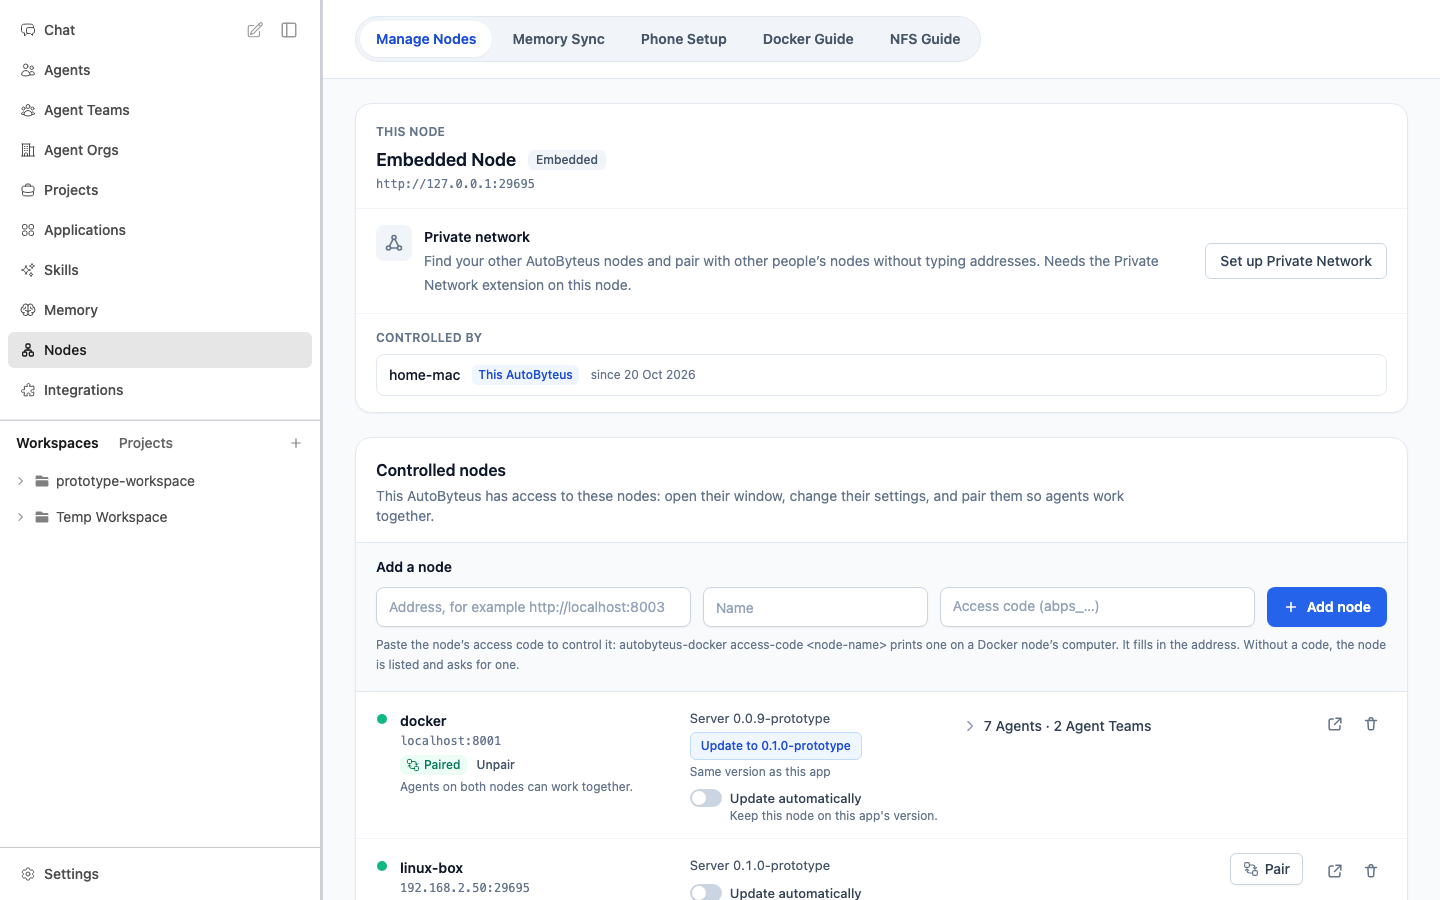 Chat
Agents
Agent Teams
Agent Orgs
Projects
Applications
Skills
Memory
Nodes
Integrations
Workspaces Projects
prototype-workspace
Temp Workspace
Settings
Manage Nodes Memory Sync Phone Setup Docker Guide NFS Guide
THIS NODE
Embedded Node Embedded
http://127.0.0.1:29695
Private network
Find your other AutoByteus nodes and pair with other people’s nodes without typing addresses. Needs the Private
Network extension on this node.
Set up Private Network
CONTROLLED BY
home-mac This AutoByteus since 20 Oct 2026
Controlled nodes
This AutoByteus has access to these nodes: open their window, change their settings, and pair them so agents work
together.
Add a node
Address, for example http://localhost:8003 Name Access code (abps_...) Add node
Paste the node’s access code to control it: autobyteus-docker access-code <node-name> prints one on a Docker node’s computer. It fills in the address. Without a code, the node
is listed and asks for one.
docker
localhost:8001
Paired Unpair
Agents on both nodes can work together.
Server 0.0.9-prototype
Update to 0.1.0-prototype
Same version as this app
Update automatically
Keep this node on this app's version.
7 Agents · 2 Agent Teams
linux-box
192.168.2.50:29695
Server 0.1.0-prototype
Update automatically
Pair